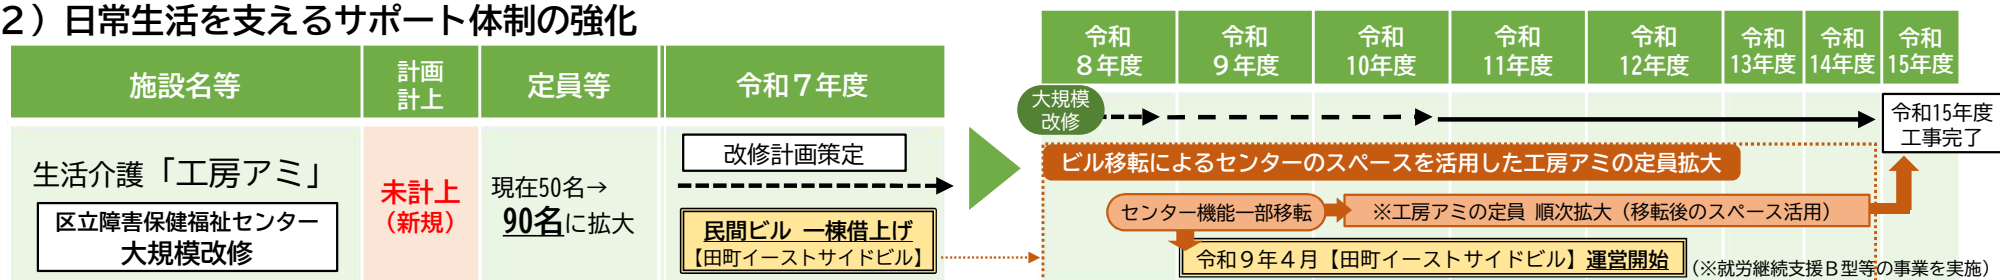 ２）日常生活を支えるサポート体制の強化
施設名等
計画
計上
定員等
令和７年度
令和
８年度
令和
９年度
令和
10年度
令和
11年度
令和
12年度
令和
13年度
令和
14年度
令和
15年度
生活介護「工房アミ」
区立障害保健福祉センター
大規模改修
未計上
（新規）
現在50名→
90名に拡大
改修計画策定
民間ビル 一棟借上げ
【田町イーストサイドビル】
大規模
改修
令和15年度
工事完了
ビル移転によるセンターのスペースを活用した工房アミの定員拡大
センター機能一部移転
※工房アミの定員 順次拡大（移転後のスペース活用）
令和９年４月【田町イーストサイドビル】運営開始
（※就労継続支援Ｂ型等の事業を実施）